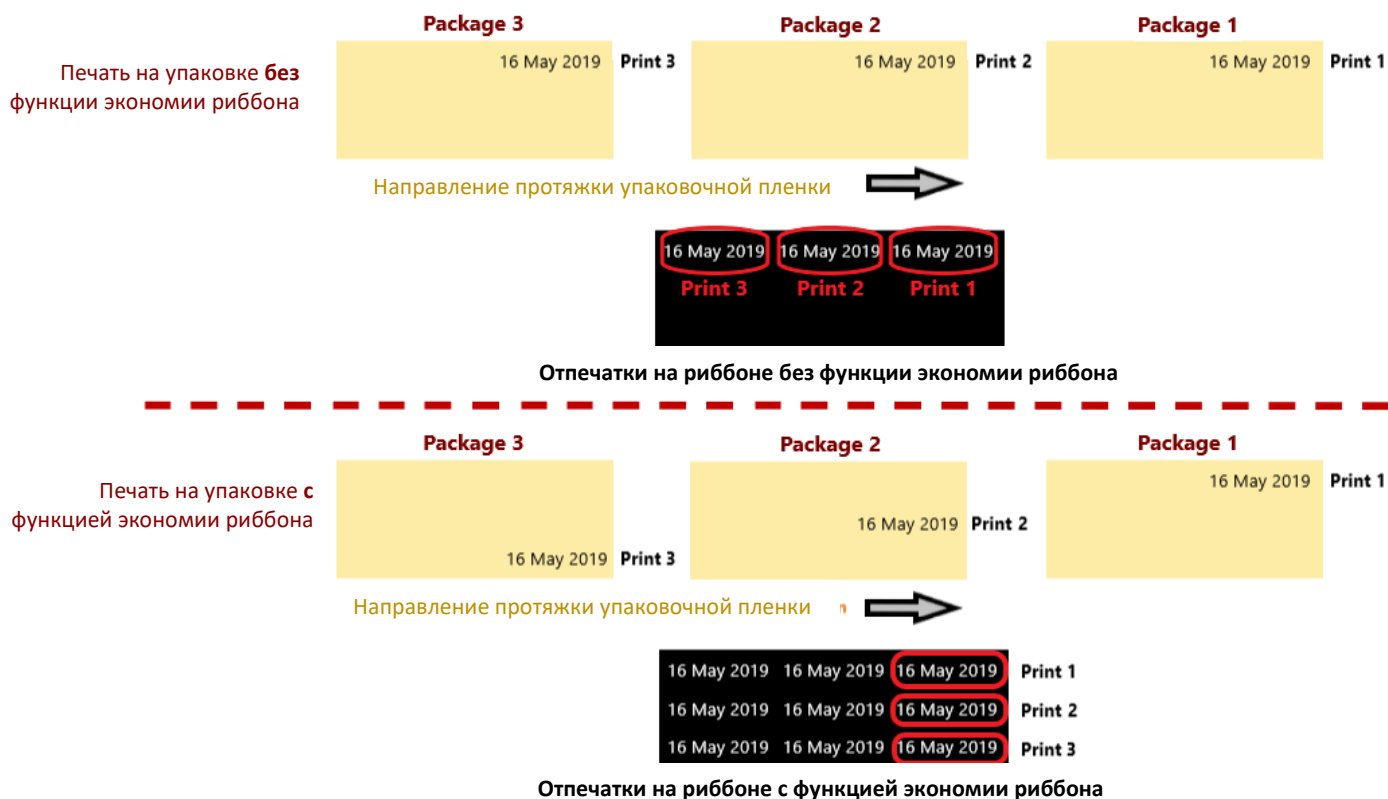 Package 3
Package 2
Package 1
Печать на упаковке без
функции экономии риббона
16 May 2019 Print 3
16 May 2019 Print 2
16 May 2019 Print 1
Направление протяжки упаковочной пленки
16 May 2019 16 May 2019 16 May 2019
Print 3 Print 2 Print 1
Отпечатки на риббоне без функции экономии риббона
Package 3
Package 2
Package 1
Печать на упаковке с
функцией экономии риббона
16 May 2019 Print 1
16 May 2019 Print 2
16 May 2019 Print 3
Направление протяжки упаковочной пленки
16 May 2019 16 May 2019 16 May 2019 Print 1
16 May 2019 16 May 2019 16 May 2019 Print 2
16 May 2019 16 May 2019 16 May 2019 Print 3
Отпечатки на риббоне с функцией экономии риббона